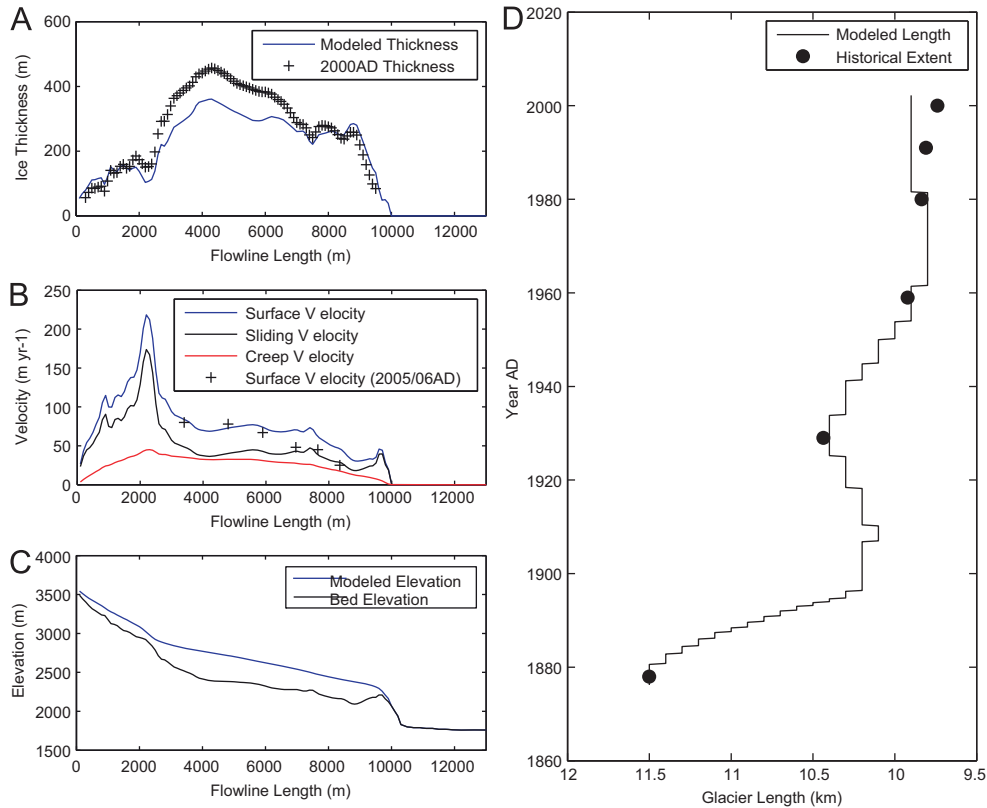 A
600
400
200
0
Ice Thickness (m)
Modeled Thickness
2000AD Thickness
0 2000 4000 6000 8000 10000 12000
Flowline Length (m)
B
250
200
150
100
50
0
Velocity (m yr-1)
Surface V elocity
Sliding V elocity
Creep V elocity
Surface V elocity (2005/06AD)
0 2000 4000 6000 8000 10000 12000
Flowline Length (m)
C
4000
3500
3000
2500
2000
1500
Elevation (m)
Modeled Elevation
Bed Elevation
0 2000 4000 6000 8000 10000 12000
Flowline Length (m)
D
2020
2000
1980
1960
1940
1920
1900
1880
1860
Year AD
Modeled Length
Historical Extent
12 11.5 11 10.5 10 9.5
Glacier Length (km)